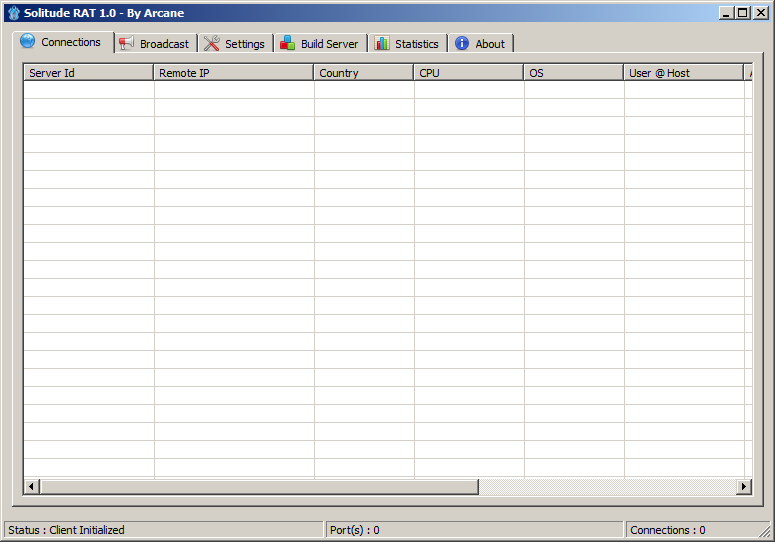 Solitude RAT 1.0 - By Arcane
Connections Broadcast Settings Build Server Statistics About
Server Id Remote IP Country CPU OS User @ Host
Status : Client Initialized Port(s) : 0 Connections : 0